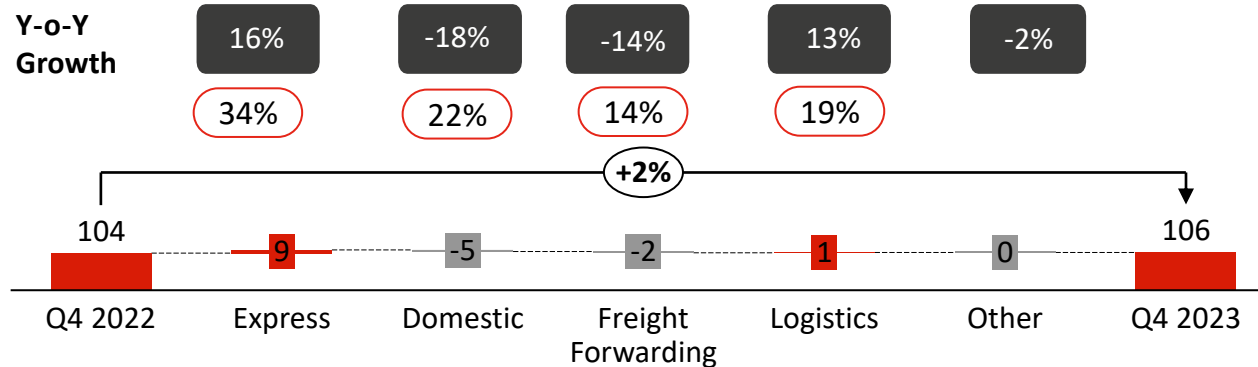 Y-o-Y
Growth
16% -18% -14% 13% -2%
34% 22% 14% 19%
+2%
104 9 -5 -2 1 0 106
Q4 2022 Express Domestic Freight Logistics Other Q4 2023
Forwarding